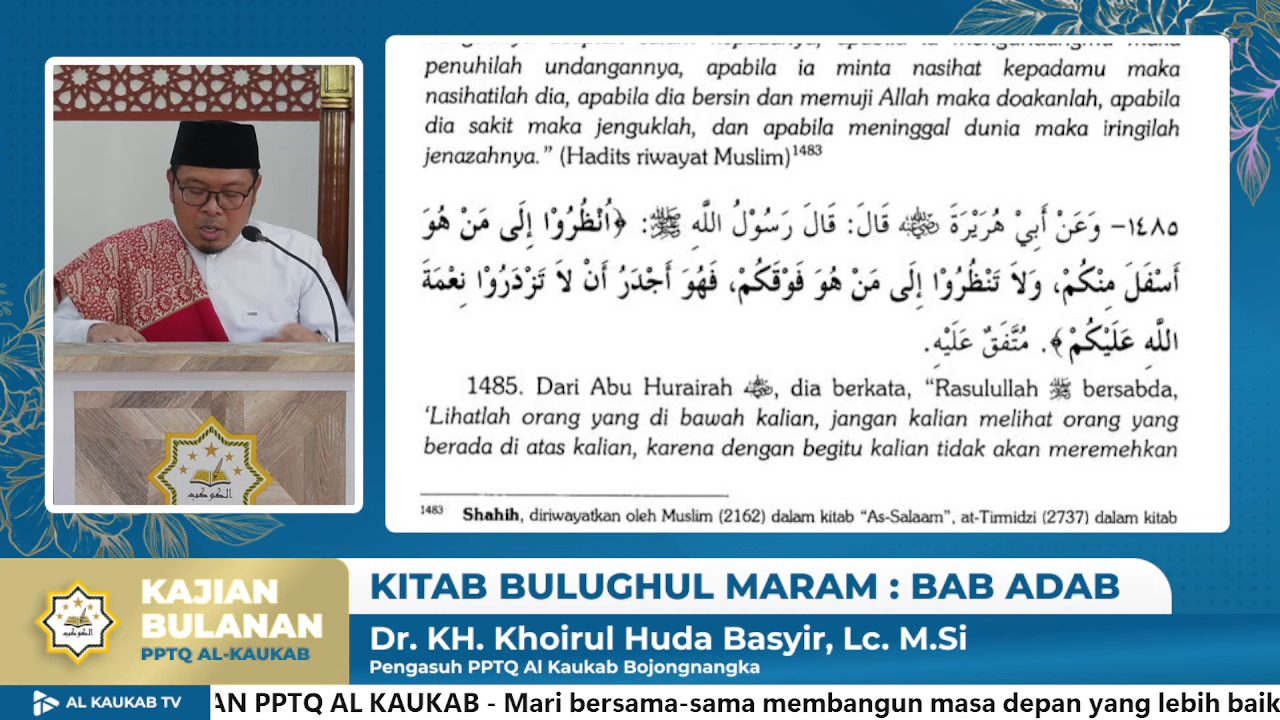 penuhilah undangannya, apabila ia minta nasihat kepadamu maka
nasihatilah dia, apabila dia bersin dan memuji Allah maka doakanlah, apabila
dia sakit maka jenguklah, dan apabila meninggal dunia maka iringilah
jenazahnya." (Hadits riwayat Muslim)1483
١٤٨٥- وَعَنْ أَبِيْ هُرَيْرَةَ ﵁ قَالَ: قَالَ رَسُوْلُ اللَّهِ ﷺ: ﴿اُنْظُرُوْا إِلَى مَنْ هُوَ
أَسْفَلَ مِنْكُمْ، وَلاَ تَنْظُرُوْا إِلَى مَنْ هُوَ فَوْقَكُمْ، فَهُوَ أَجْدَرُ أَنْ لاَ تَزْدَرُوْا نِعْمَةَ
اللَّهِ عَلَيْكُمْ﴾. مُتَّفَقٌ عَلَيْهِ.
1485. Dari Abu Hurairah ﵁, dia berkata, "Rasulullah ﷺ bersabda,
'Lihatlah orang yang di bawah kalian, jangan kalian melihat orang yang
berada di atas kalian, karena dengan begitu kalian tidak akan meremehkan
1483 Shahih, diriwayatkan oleh Muslim (2162) dalam kitab "As-Salaam", at-Tirmidzi (2737) dalam kitab
الكوكب
KAJIAN
BULANAN
PPTQ AL-KAUKAB
KITAB BULUGHUL MARAM : BAB ADAB
Dr. KH. Khoirul Huda Basyir, Lc. M.Si
Pengasuh PPTQ Al Kaukab Bojongnangka
AL KAUKAB TV
AN PPTQ AL KAUKAB - Mari bersama-sama membangun masa depan yang lebih baik